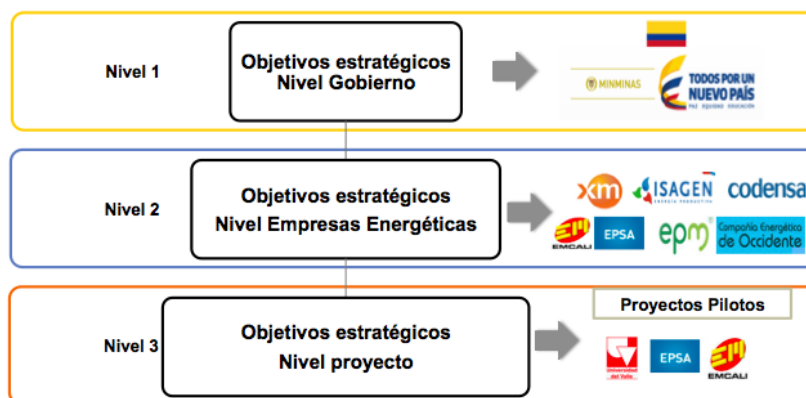 Nivel 1
Objetivos estratégicos
Nivel Gobierno
MINMINAS
TODOS POR UN
NUEVO PAÍS
PAZ EQUIDAD EDUCACIÓN
Nivel 2
Objetivos estratégicos
Nivel Empresas Energéticas
xm
ISAGEN
ENERGÍA PRODUCTIVA
codensa
EMCALI
EPSA
epm®
Compañía Energética
de Occidente
Nivel 3
Objetivos estratégicos
Nivel proyecto
Proyectos Pilotos
Universidad
del Valle
EPSA
EMCALI